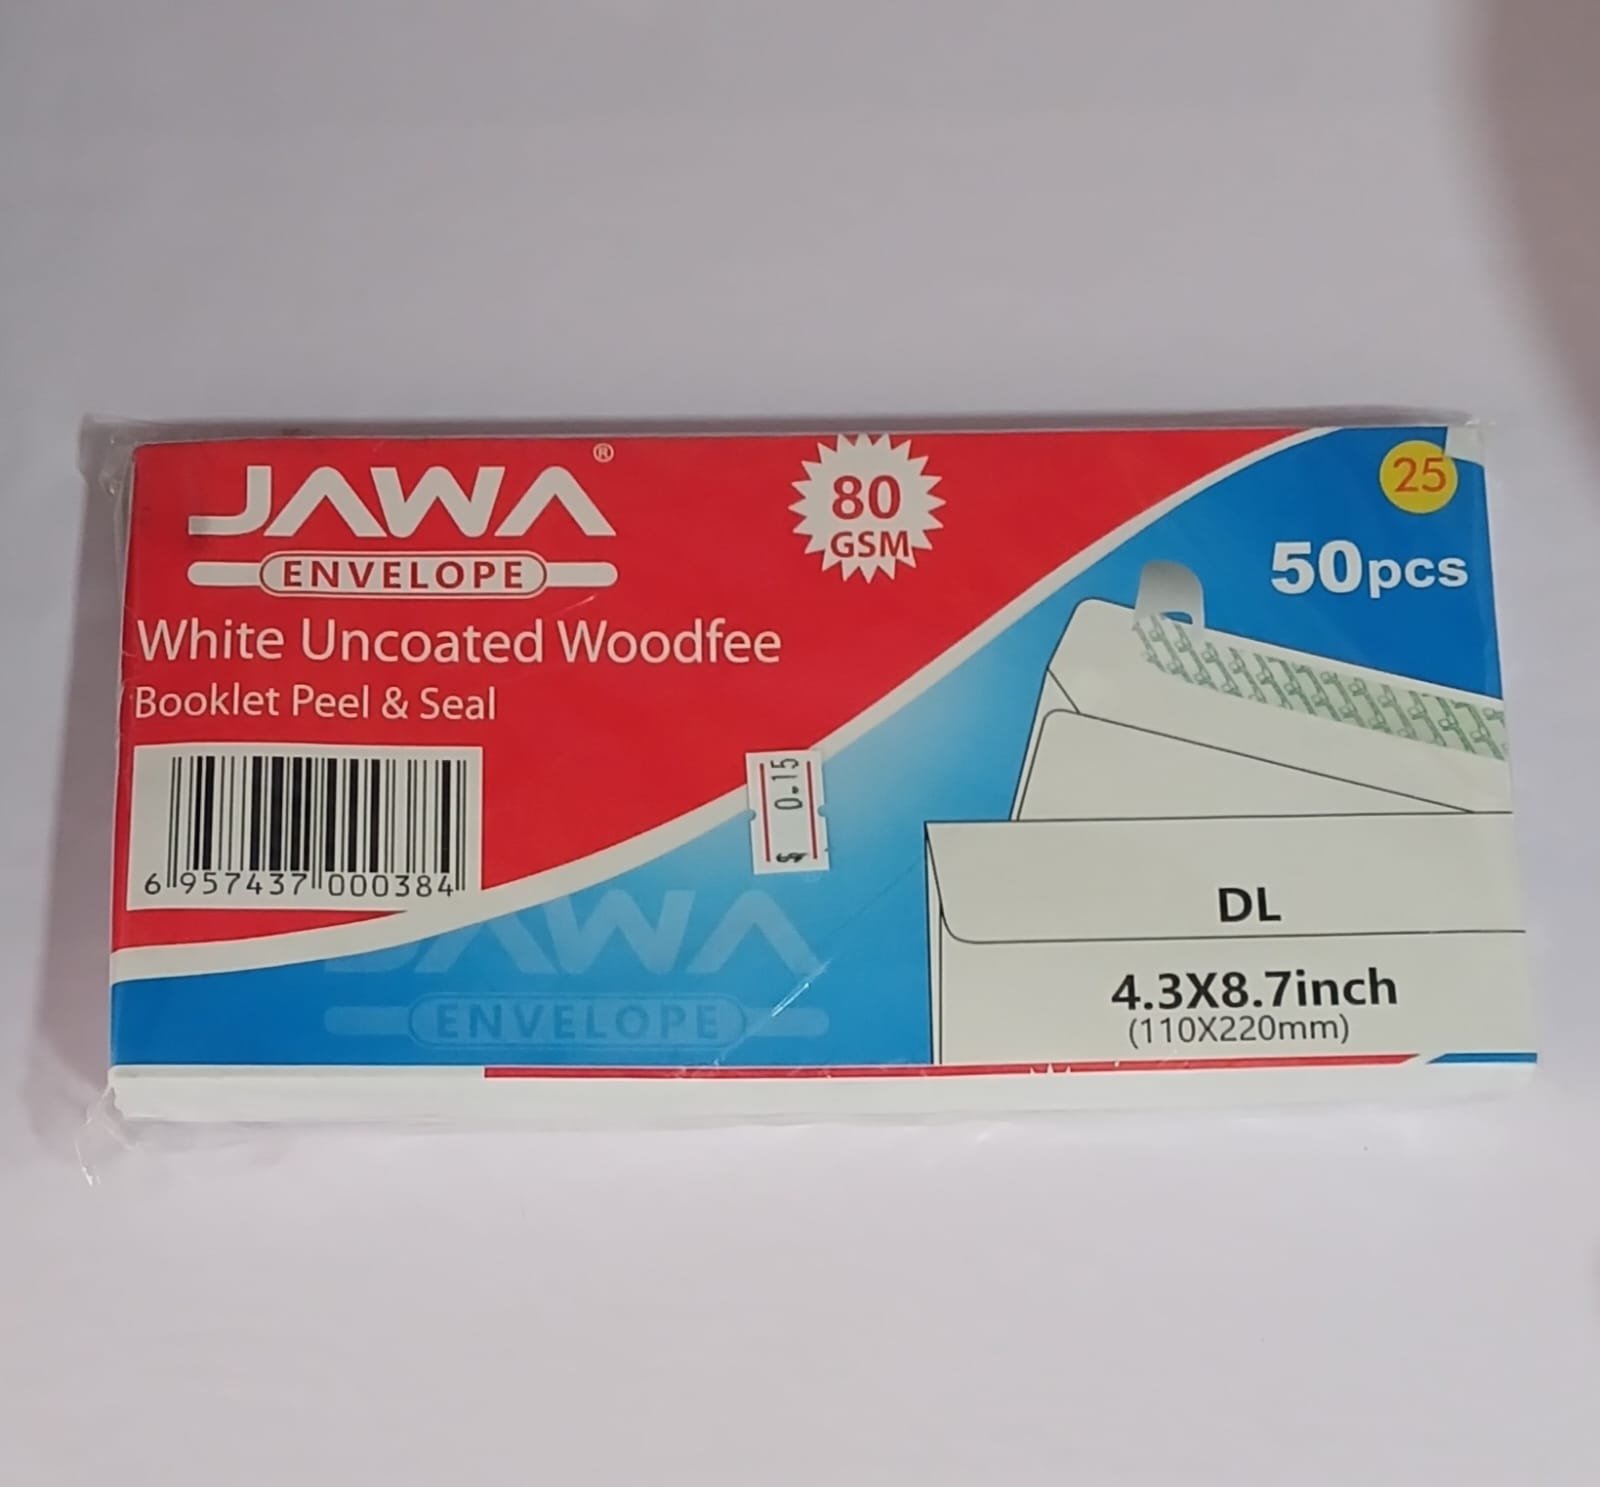 JAWA®
ENVELOPE
White Uncoated Woodfee
Booklet Peel & Seal
6 957437 000384
80
GSM
25
50pcs
$ 0.15
DL
4.3X8.7inch
(110X220mm)
JAWA
ENVELOPE